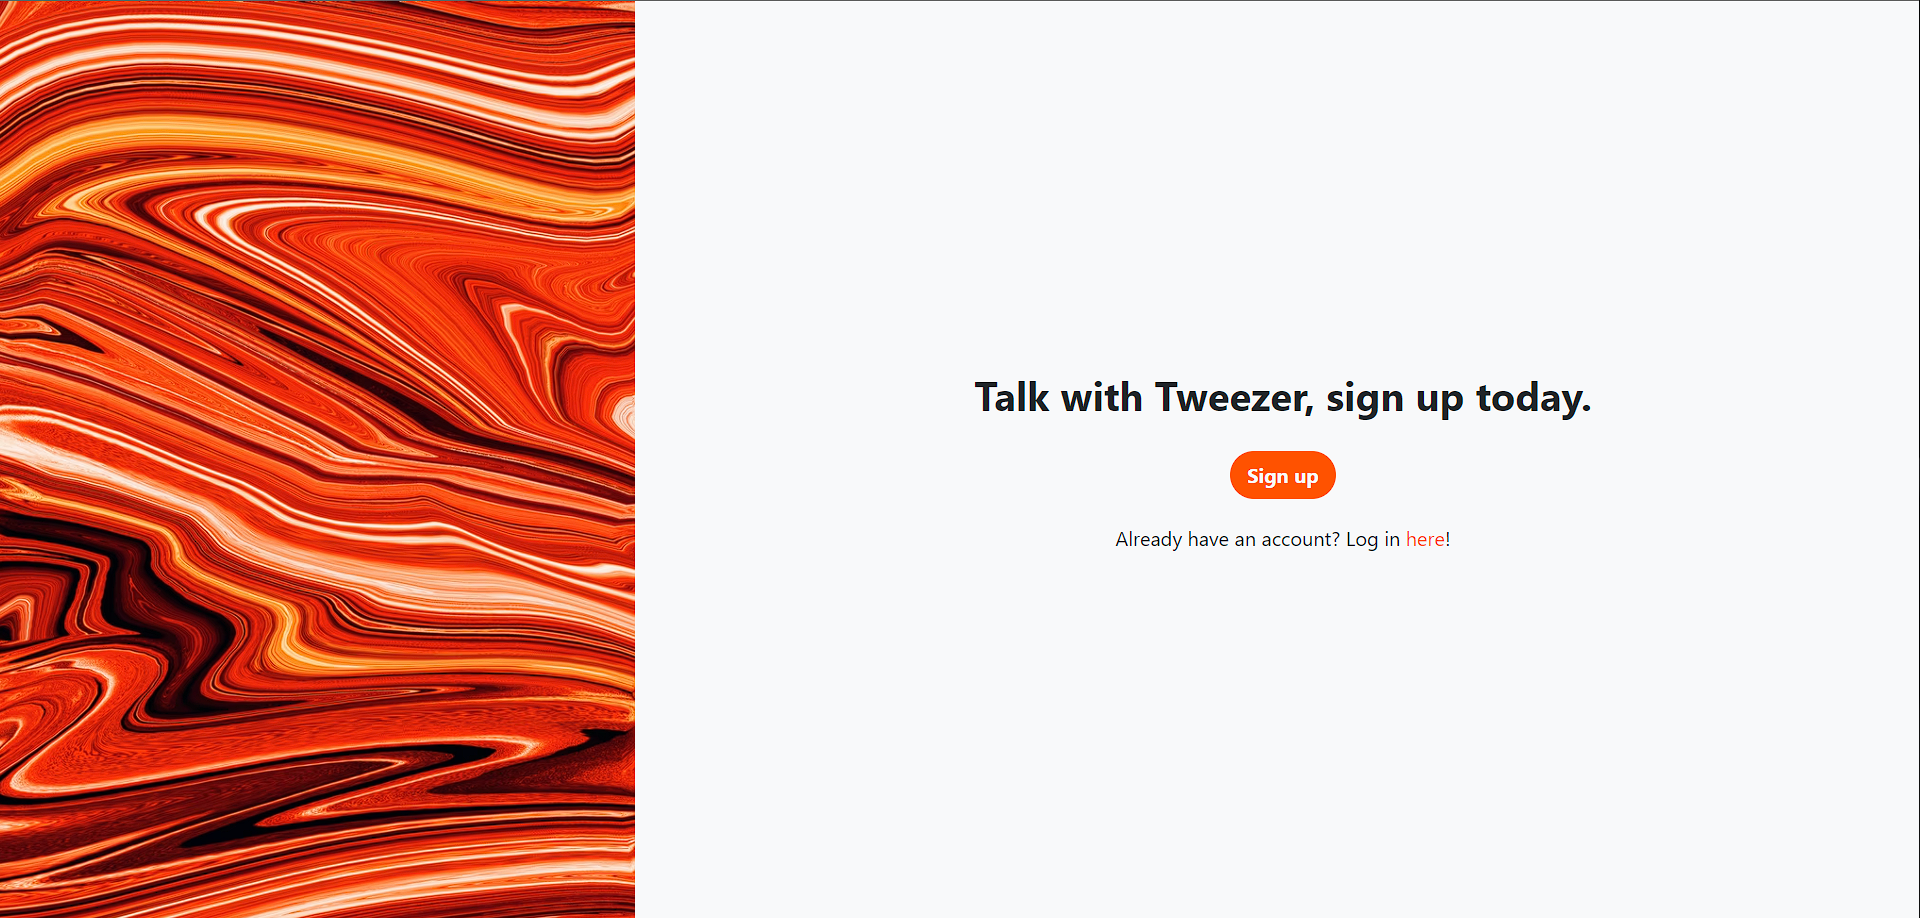 Talk with Tweezer, sign up today.
Sign up
Already have an account? Log in here!